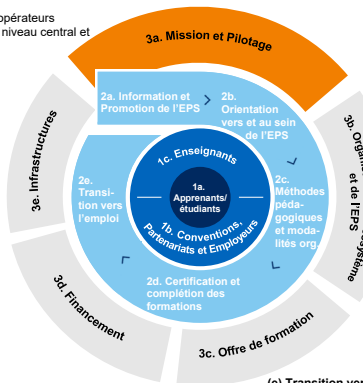 opérateurs
niveau central et
3a. Mission et Pilotage
2a. Information et
Promotion de l'EPS
2b.
Orientation
vers et au sein
de l'EPS
3e. Infrastructures
1c. Enseignants
1a.
Apprenants/
étudiants
1b. Conventions,
Partenariats et Employeurs
2e.
Transi-
tion vers
l'emploi
2c.
Méthodes
péda-
gogiques
et moda-
lités org.
3b. Organi
et de l'EPS
système
2d. Certification et
complétion des
formations
3d. Financement
3c. Offre de formation
(e) Transition ver